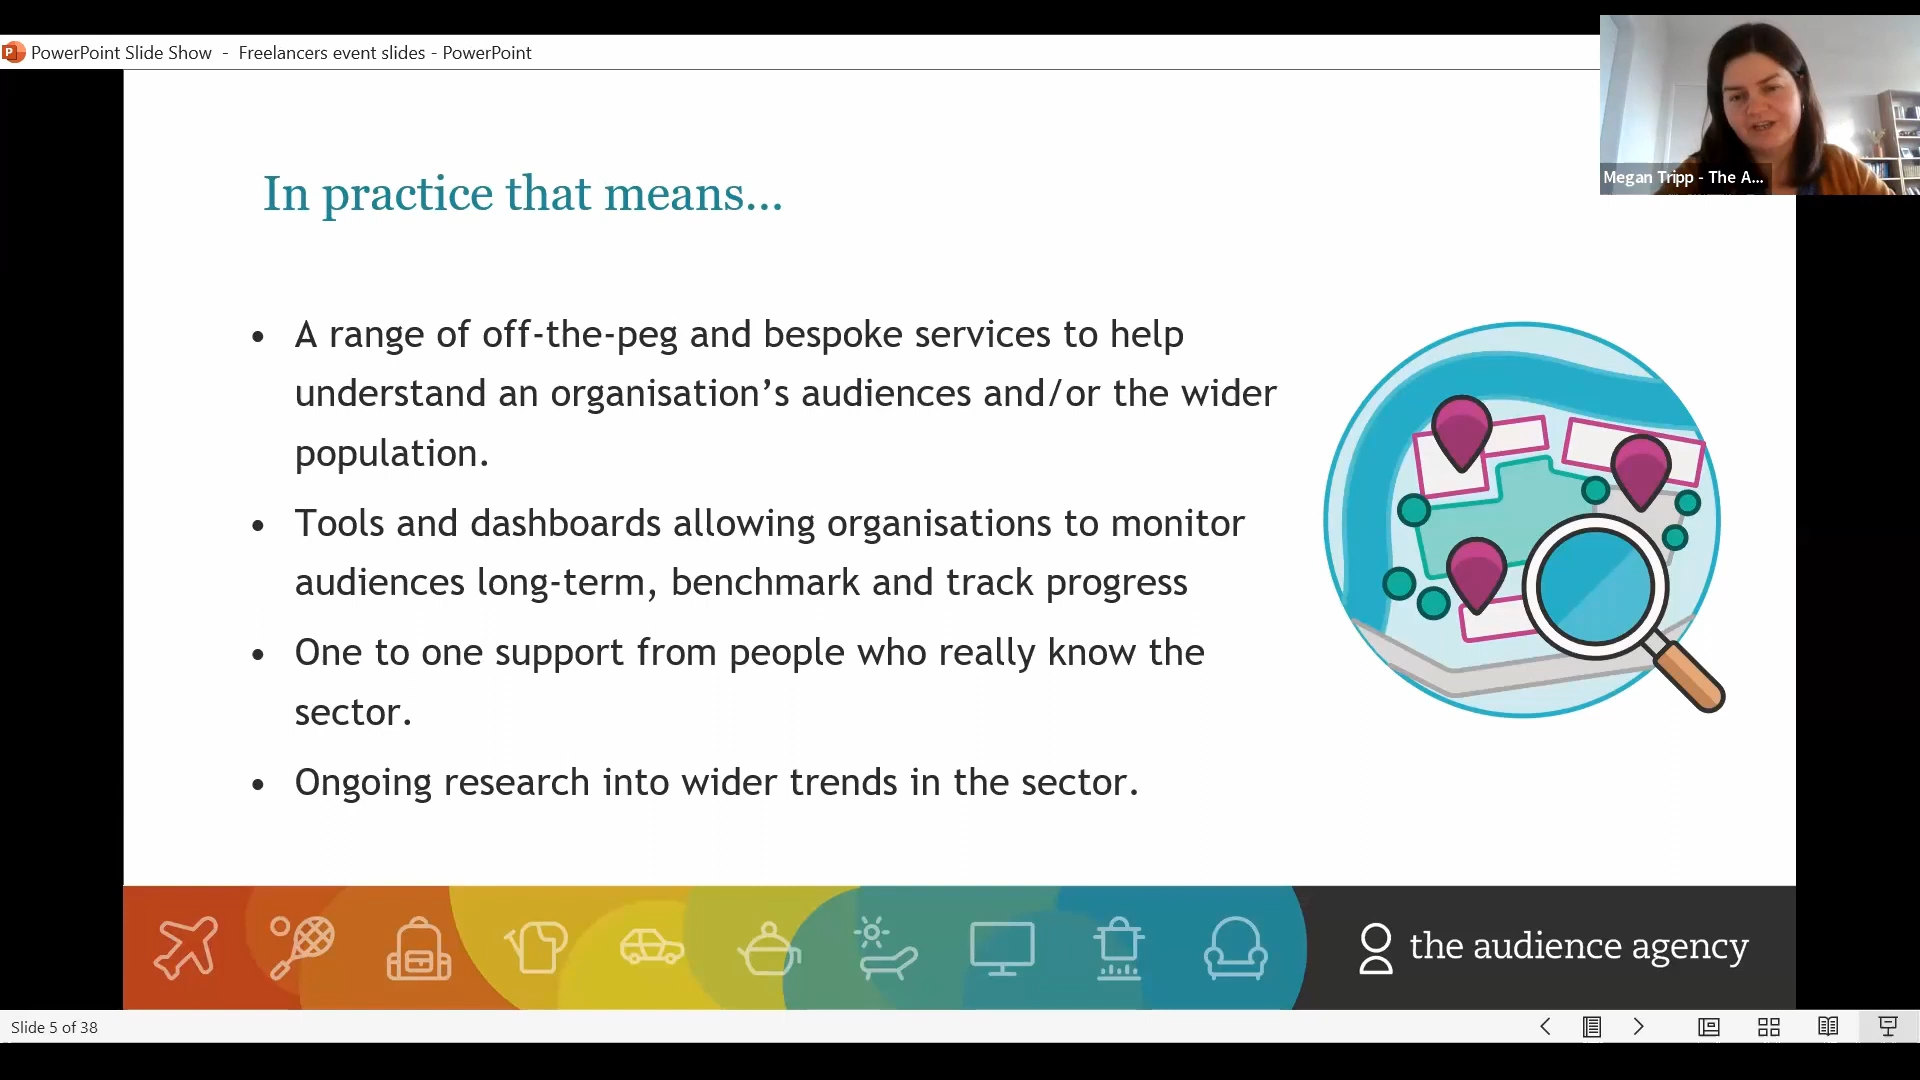 PowerPoint Slide Show - Freelancers event slides - PowerPoint
Megan Tripp - The A...
In practice that means...
• A range of off-the-peg and bespoke services to help
understand an organisation’s audiences and/or the wider
population.
• Tools and dashboards allowing organisations to monitor
audiences long-term, benchmark and track progress
• One to one support from people who really know the
sector.
• Ongoing research into wider trends in the sector.
the audience agency
Slide 5 of 38